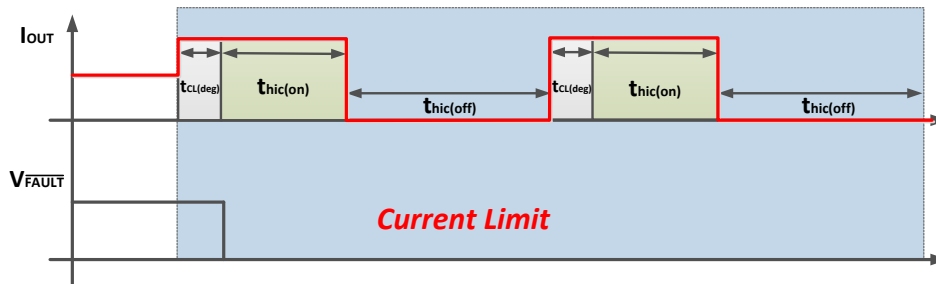 IOUT
tCL(deg)
thic(on)
thic(off)
tCL(deg)
thic(on)
thic(off)
VFAULT
Current Limit